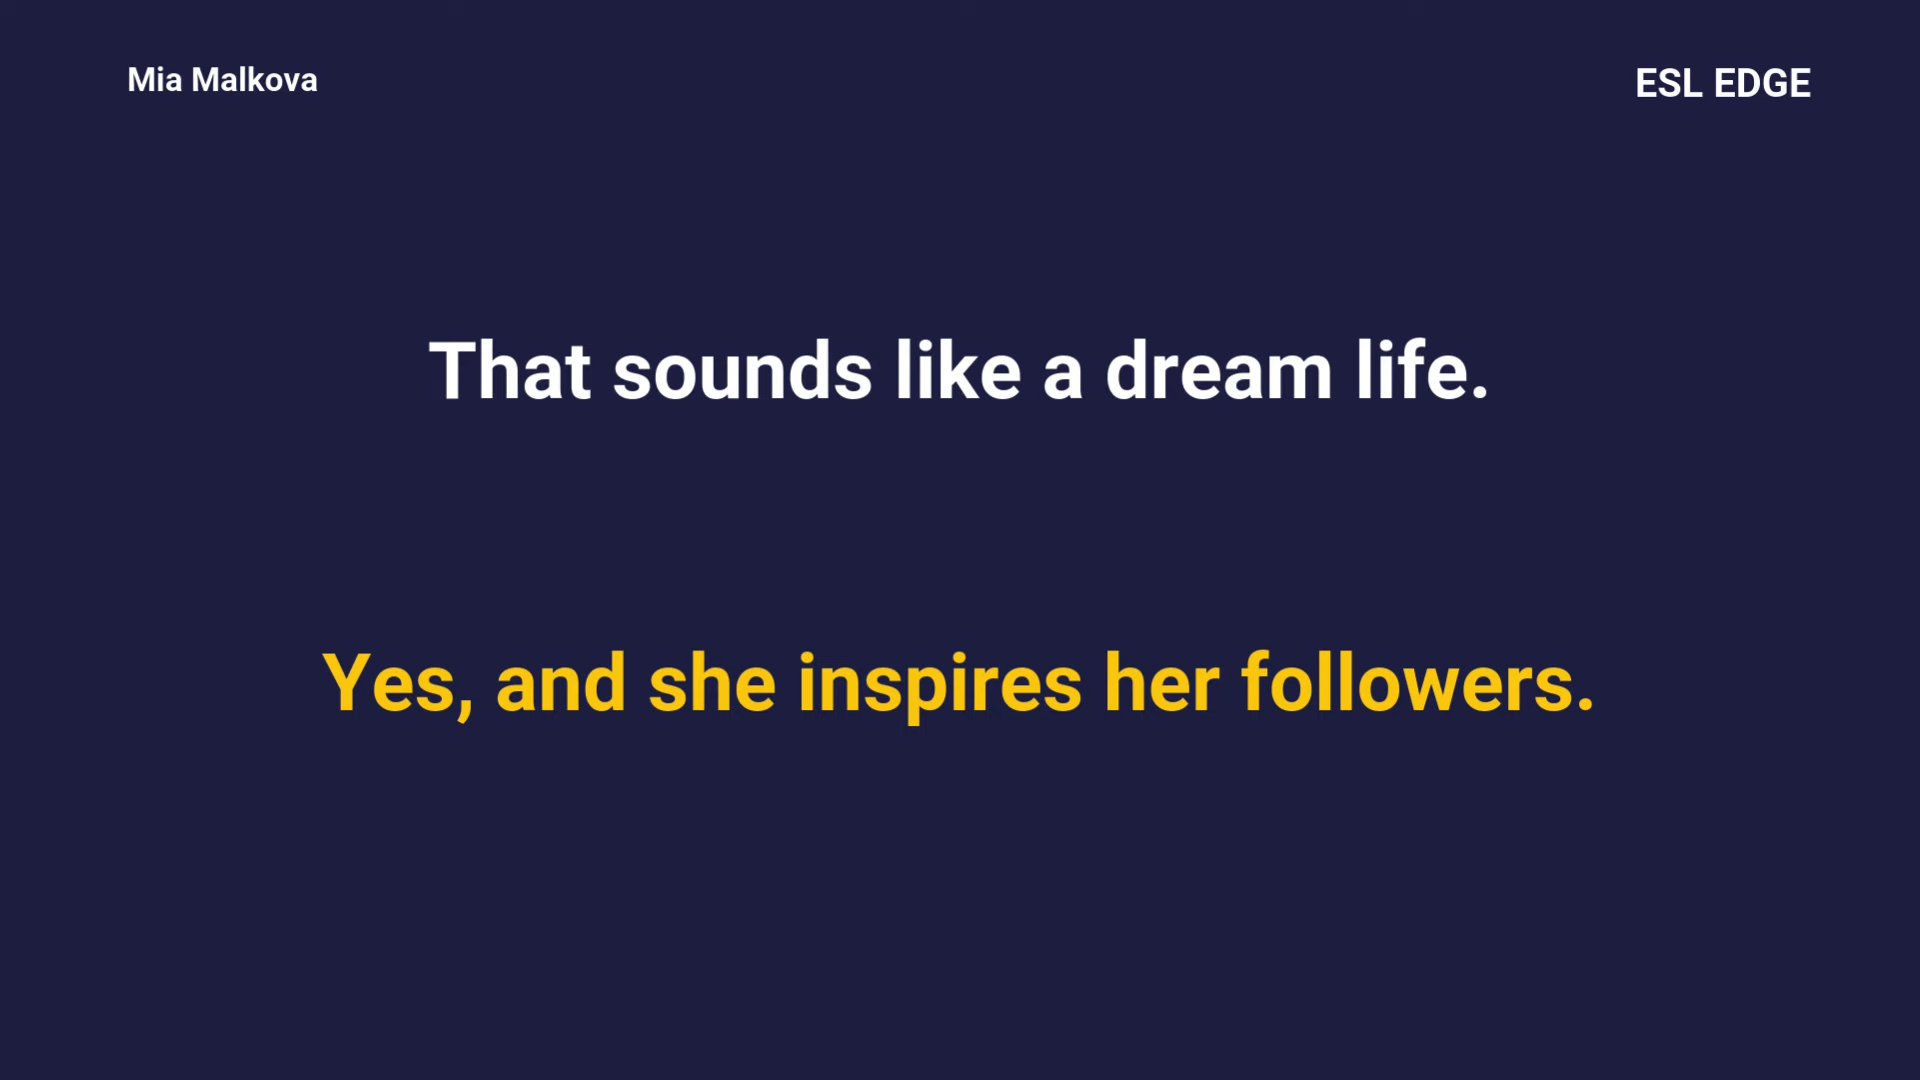 Mia Malkova
ESL EDGE
That sounds like a dream life.
Yes, and she inspires her followers.